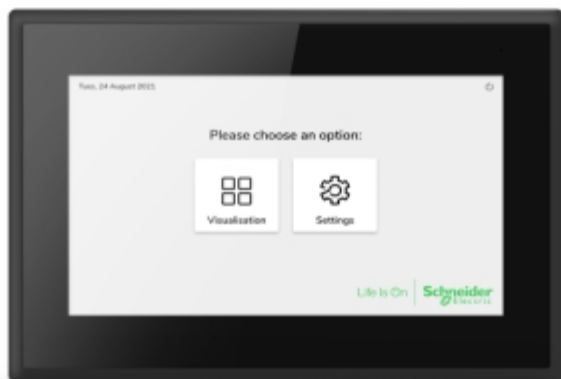 Tues, 24 August 2021
Please choose an option:
Visualisation
Settings
Life Is On
Schneider
Electric